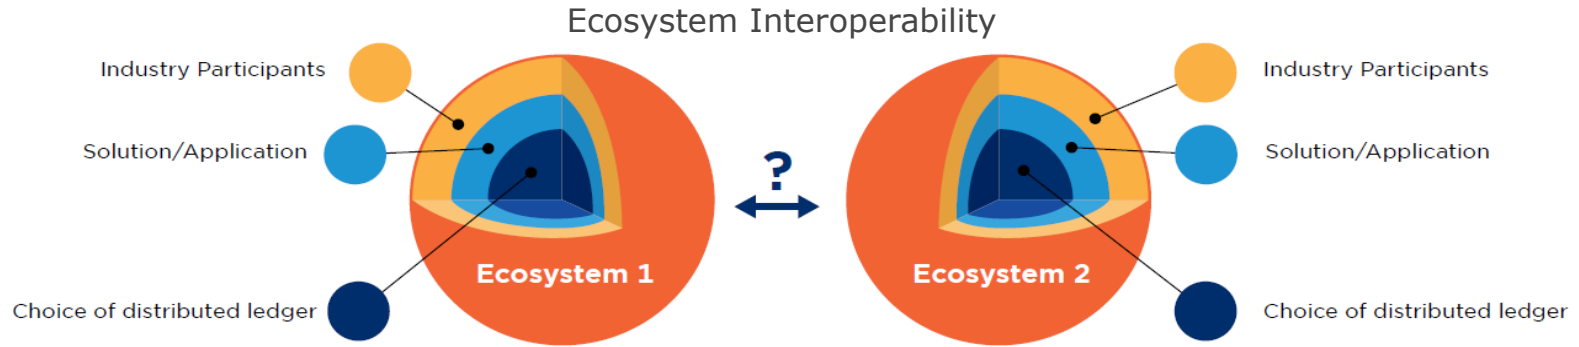 Ecosystem Interoperability
Industry Participants
Solution/Application
Choice of distributed ledger
Ecosystem 1
?
Ecosystem 2
Industry Participants
Solution/Application
Choice of distributed ledger